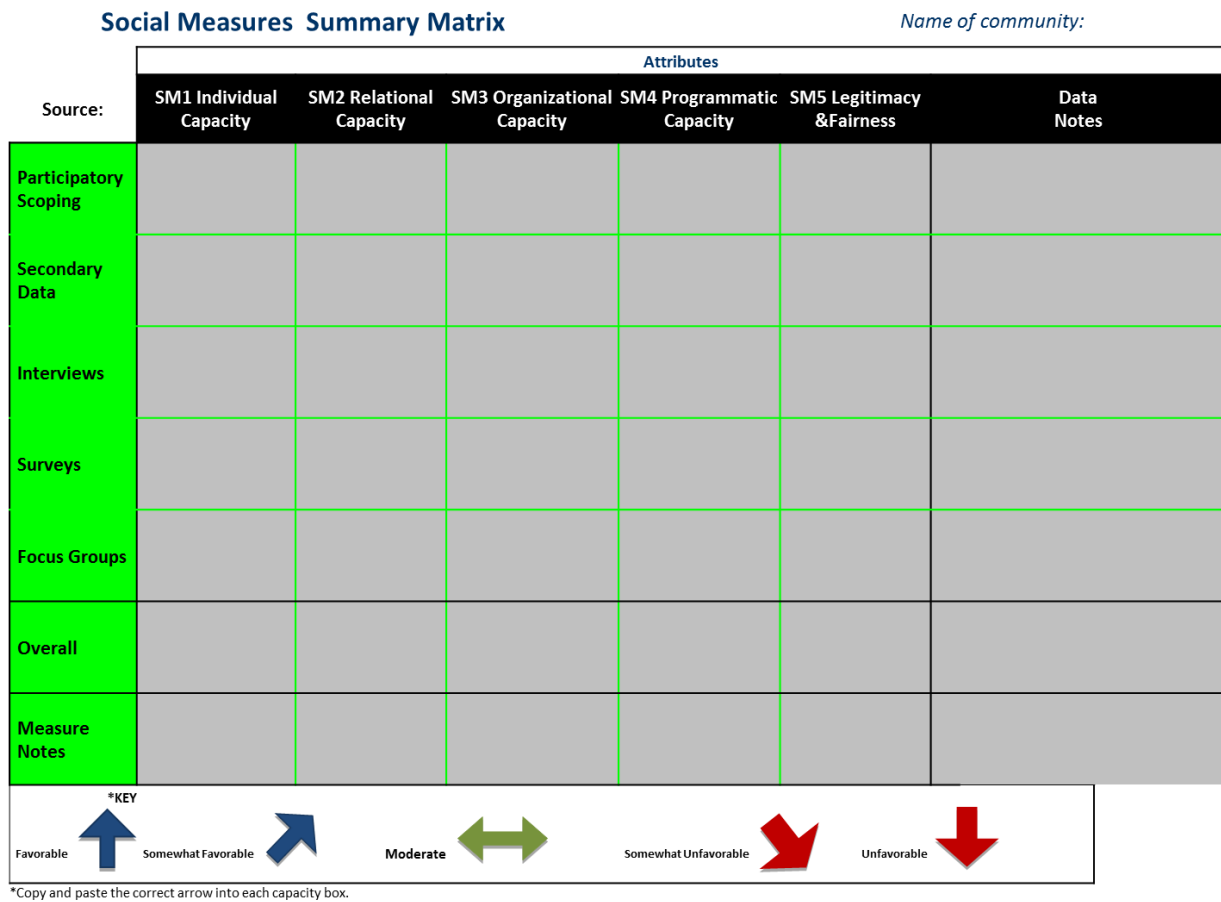 Social Measures  Summary Matrix
Name of community:
Attributes
Source:
SM1 Individual
Capacity
SM2 Relational
Capacity
SM3 Organizational
Capacity
SM4 Programmatic
Capacity
SM5 Legitimacy
&Fairness
Data
Notes
Participatory
Scoping
Secondary
Data
Interviews
Surveys
Focus Groups
Overall
Measure
Notes
*KEY
Favorable
Somewhat Favorable
Moderate
Somewhat Unfavorable
Unfavorable
*Copy and paste the correct arrow into each capacity box.